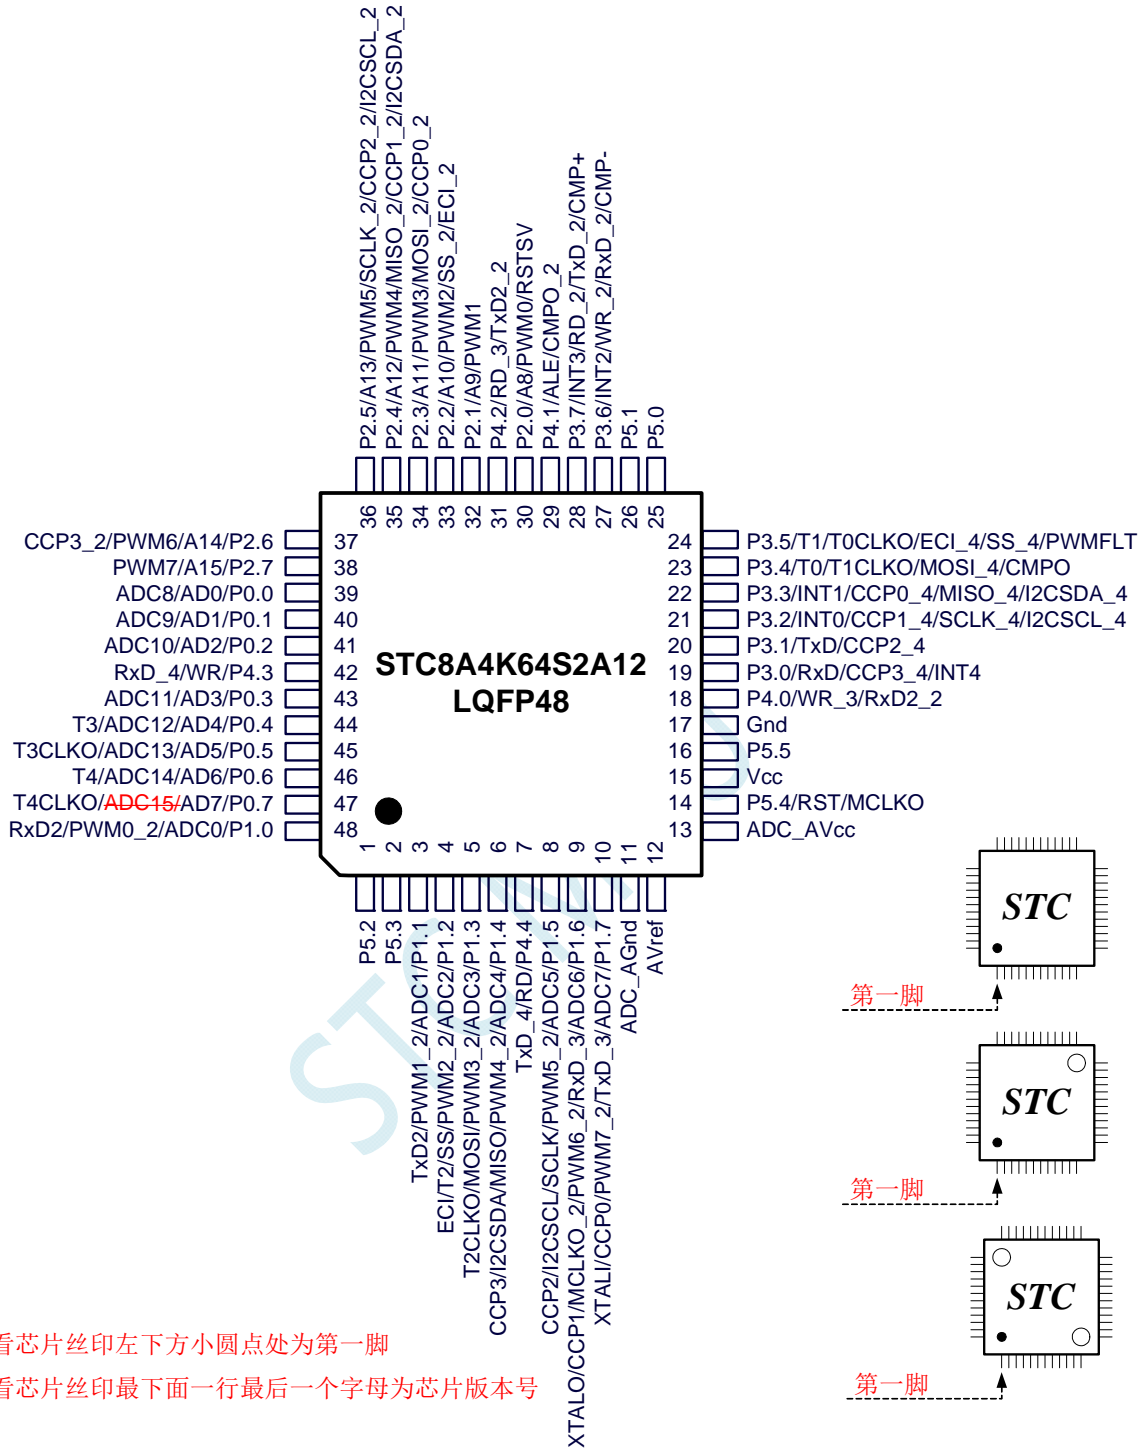 P2.5/A13/PWM5/SCLK_2/CCP2_2/I2CSCL_2
P2.4/A12/PWM4/MISO_2/CCP1_2/I2CSDA_2
P2.3/A11/PWM3/MOSI_2/CCP0_2
P2.2/A10/PWM2/SS_2/ECI_2
P2.1/A9/PWM1
P4.2/RD_3/TxD2_2
P2.0/A8/PWM0/RSTSV
P4.1/ALE/CMPO_2
P3.7/INT3/RD_2/TxD_2/CMP+
P3.6/INT2/WR_2/RxD_2/CMP-
P5.1
P5.0
36 35 34 33 32 31 30 29 28 27 26 25
CCP3_2/PWM6/A14/P2.6 37
PWM7/A15/P2.7 38
ADC8/AD0/P0.0 39
ADC9/AD1/P0.1 40
ADC10/AD2/P0.2 41
RxD_4/WR/P4.3 42
ADC11/AD3/P0.3 43
T3/ADC12/AD4/P0.4 44
T3CLKO/ADC13/AD5/P0.5 45
T4/ADC14/AD6/P0.6 46
T4CLKO/ADC15/AD7/P0.7 47
RxD2/PWM0_2/ADC0/P1.0 48
STC8A4K64S2A12
LQFP48
24 P3.5/T1/T0CLKO/ECI_4/SS_4/PWMFLT
23 P3.4/T0/T1CLKO/MOSI_4/CMPO
22 P3.3/INT1/CCP0_4/MISO_4/I2CSDA_4
21 P3.2/INT0/CCP1_4/SCLK_4/I2CSCL_4
20 P3.1/TxD/CCP2_4
19 P3.0/RxD/CCP3_4/INT4
18 P4.0/WR_3/RxD2_2
17 Gnd
16 P5.5
15 Vcc
14 P5.4/RST/MCLKO
13 ADC_AVcc
1 2 3 4 5 6 7 8 9 10 11 12
P5.2
P5.3
TxD2/PWM1_2/ADC1/P1.1
ECI/T2/SS/PWM2_2/ADC2/P1.2
T2CLKO/MOSI/PWM3_2/ADC3/P1.3
CCP3/I2CSDA/MISO/PWM4_2/ADC4/P1.4
TxD_4/RD/P4.4
CCP2/I2CSCL/SCLK/PWM5_2/ADC5/P1.5
XTALO/CCP1/MCLKO_2/PWM6_2/RxD_3/ADC6/P1.6
XTALI/CCP0/PWM7_2/TxD_3/ADC7/P1.7
ADC_AGnd
AVref
STC MCU
STC
第一脚
STC
第一脚
STC
第一脚
看芯片丝印左下方小圆点处为第一脚
看芯片丝印最下面一行最后一个字母为芯片版本号